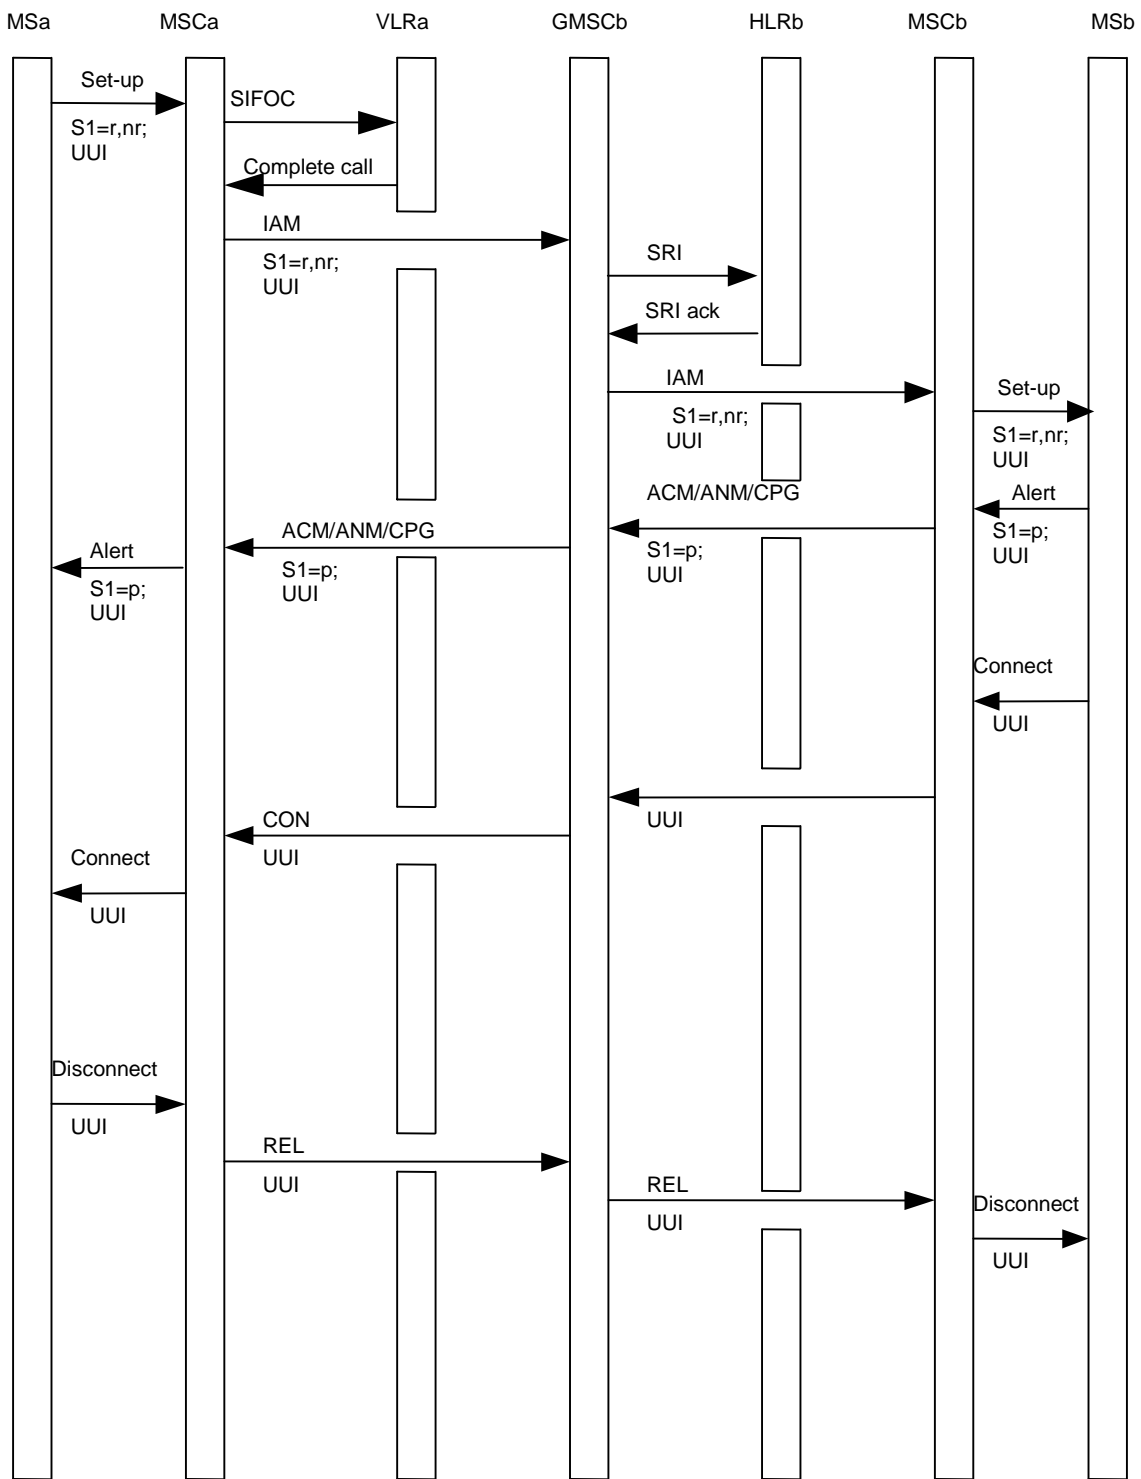 MSa
MSCa
VLRa
GMSCb
HLRb
MSCb
MSb
Set-up
S1=r,nr;
UUI
SIFOC
Complete call
IAM
S1=r,nr;
UUI
SRI
SRI ack
IAM
S1=r,nr;
UUI
Set-up
S1=r,nr;
UUI
Alert
S1=p;
UUI
ACM/ANM/CPG
S1=p;
UUI
ACM/ANM/CPG
S1=p;
UUI
Alert
S1=p;
UUI
Connect
UUI
UUI
CON
UUI
Connect
UUI
Disconnect
UUI
REL
UUI
REL
UUI
Disconnect
UUI